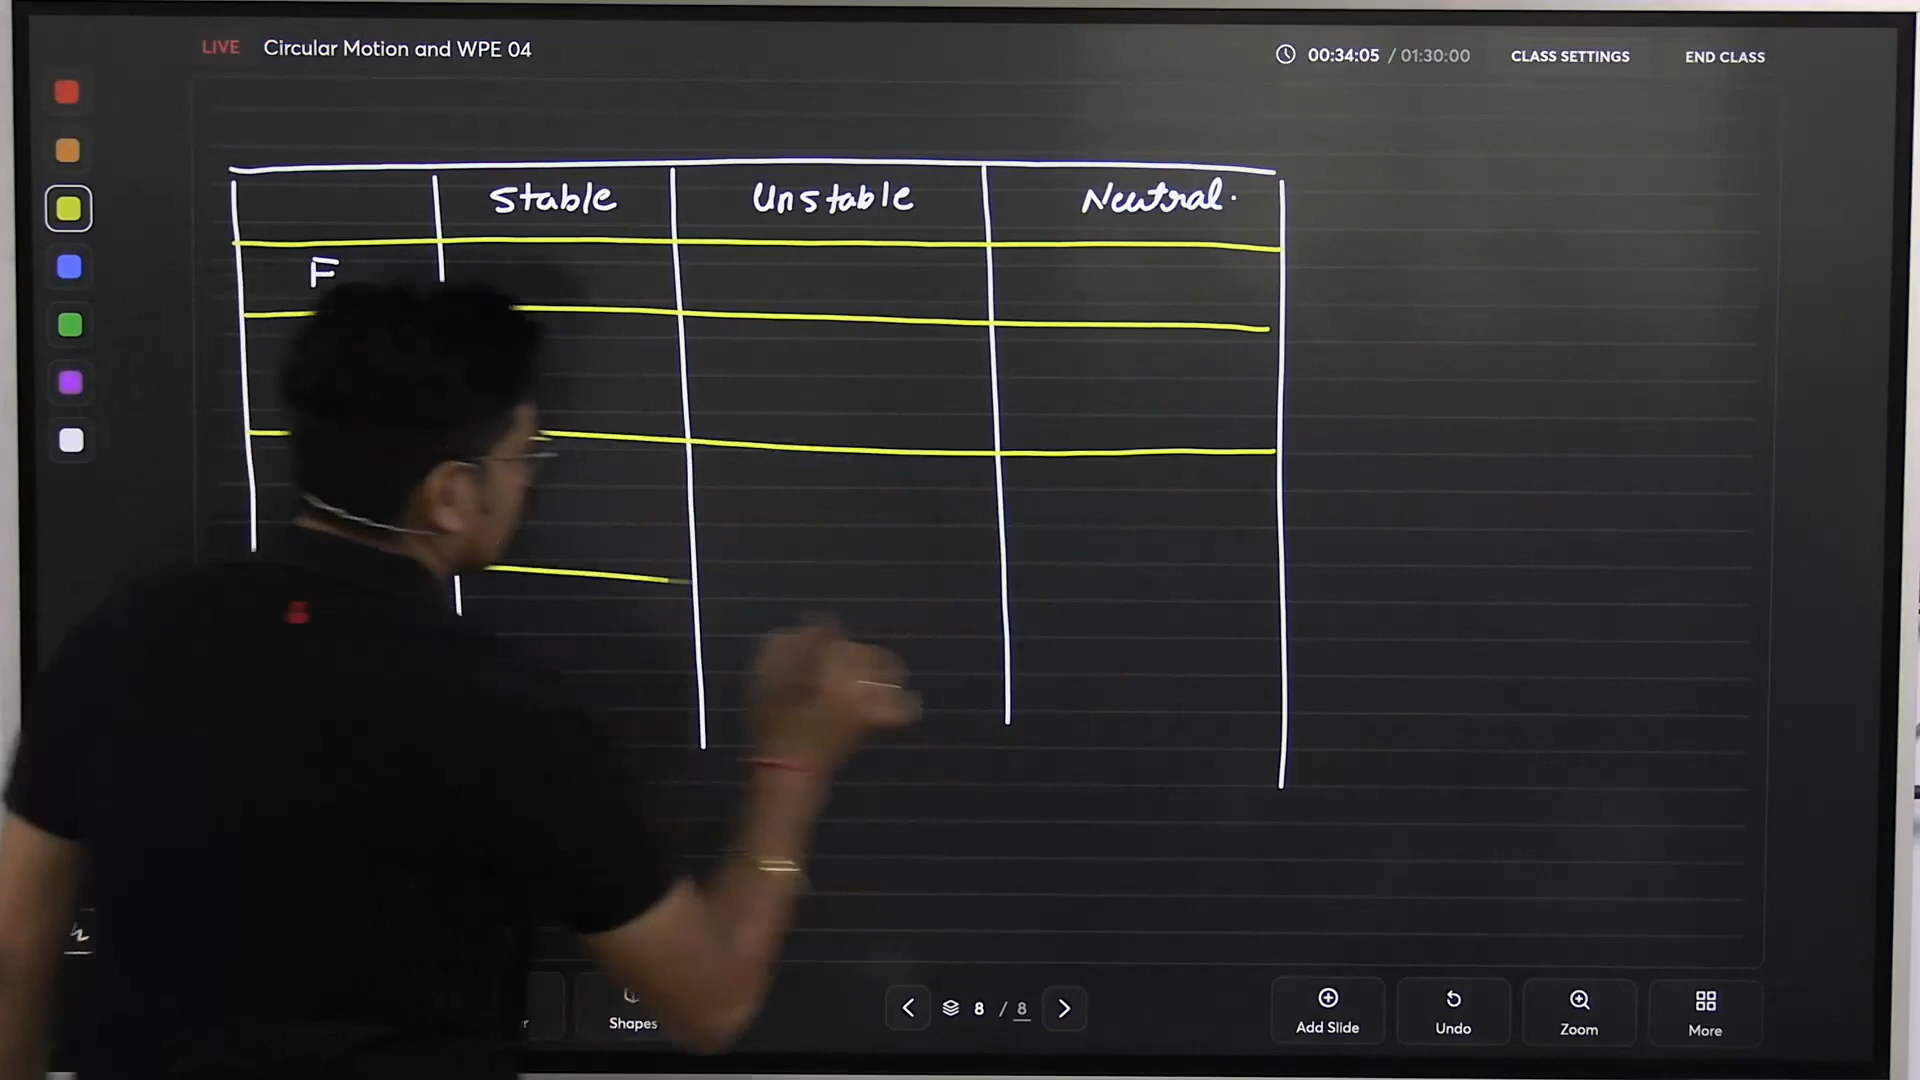 LIVE Circular Motion and WPE 04 00:34:05 / 01:30:00 CLASS SETTINGS END CLASS
Stable Unstable Neutral.
F
Shapes 8 / 8 Add Slide Undo Zoom More